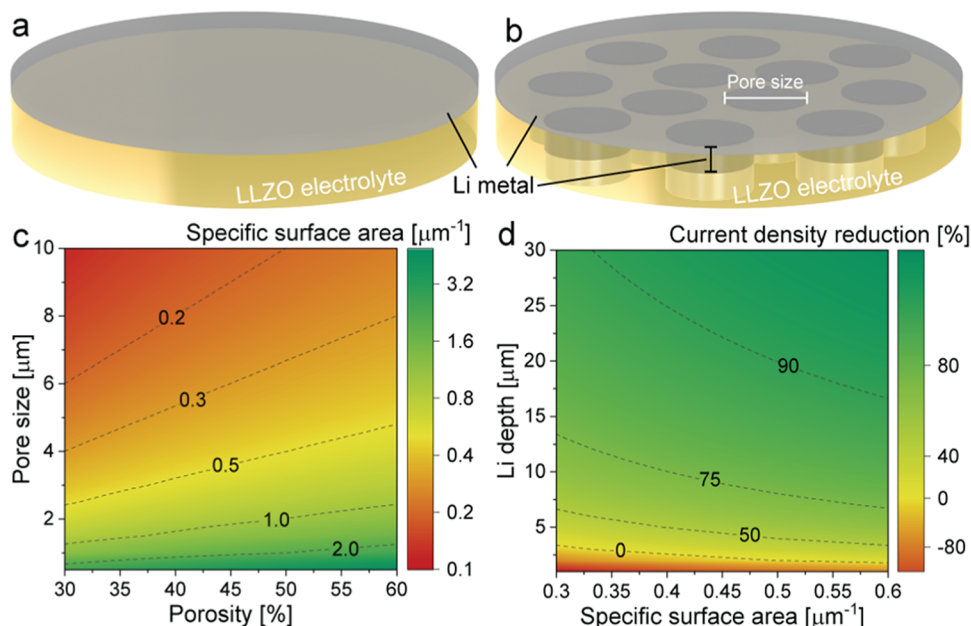 a
b
Pore size
Li metal
LLZO electrolyte
LLZO electrolyte
c
Specific surface area [μm⁻¹]
Pore size [μm]
10
8
6
4
2
0.2
0.3
0.5
1.0
2.0
30 35 40 45 50 55 60
Porosity [%]
3.2
1.6
0.8
0.4
0.2
0.1
d
Current density reduction [%]
Li depth [μm]
30
25
20
15
10
5
90
75
50
0
0.3 0.35 0.4 0.45 0.5 0.55 0.6
Specific surface area [μm⁻¹]
80
40
0
-80